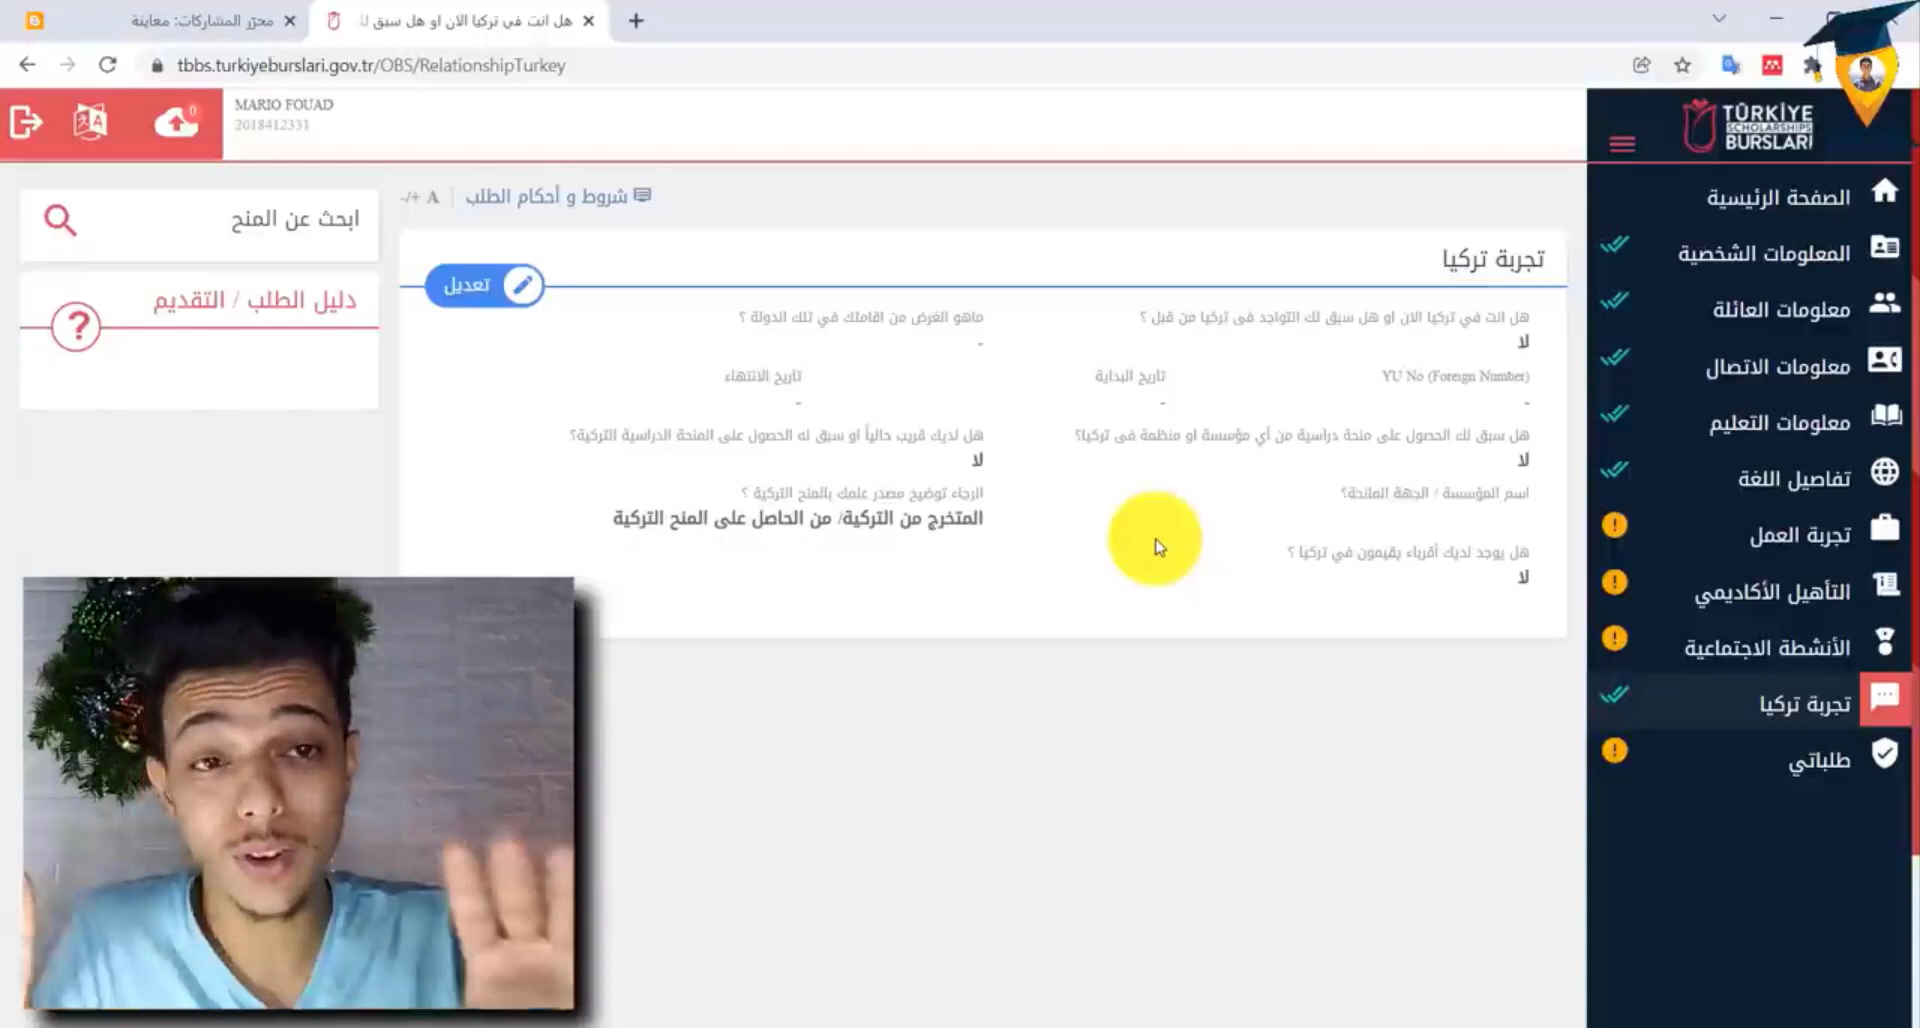 محرّر المشاركات: معاينة
هل انت في تركيا الان او هل سبق لك
tbbs.turkiyeburslari.gov.tr/OBS/RelationshipTurkey
MARIO FOUAD
2018412331
0
TÜRKİYE
SCHOLARSHIPS
BURSLARI
شروط و أحكام الطلب
A +/-
ابحث عن المنح
دليل الطلب / التقديم
تجربة تركيا
تعديل
هل انت في تركيا الان او هل سبق لك التواجد فى تركيا من قبل ؟
لا
ماهو الغرض من اقامتك في تلك الدولة ؟
-
YU No (Foreign Number)
-
تاريخ البداية
-
تاريخ الانتهاء
-
هل سبق لك الحصول على منحة دراسية من أي مؤسسة او منظمة فى تركيا؟
لا
هل لديك قريب حالياً او سبق له الحصول على المنحة الدراسية التركية؟
لا
اسم المؤسسة / الجهة المانحة؟
الرجاء توضيح مصدر علمك بالمنح التركية ؟
المتخرج من التركية/ من الحاصل على المنح التركية
هل يوجد لديك أقرباء يقيمون في تركيا ؟
لا
الصفحة الرئيسية
المعلومات الشخصية
معلومات العائلة
معلومات الاتصال
معلومات التعليم
تفاصيل اللغة
تجربة العمل
التأهيل الأكاديمي
الأنشطة الاجتماعية
تجربة تركيا
طلباتي